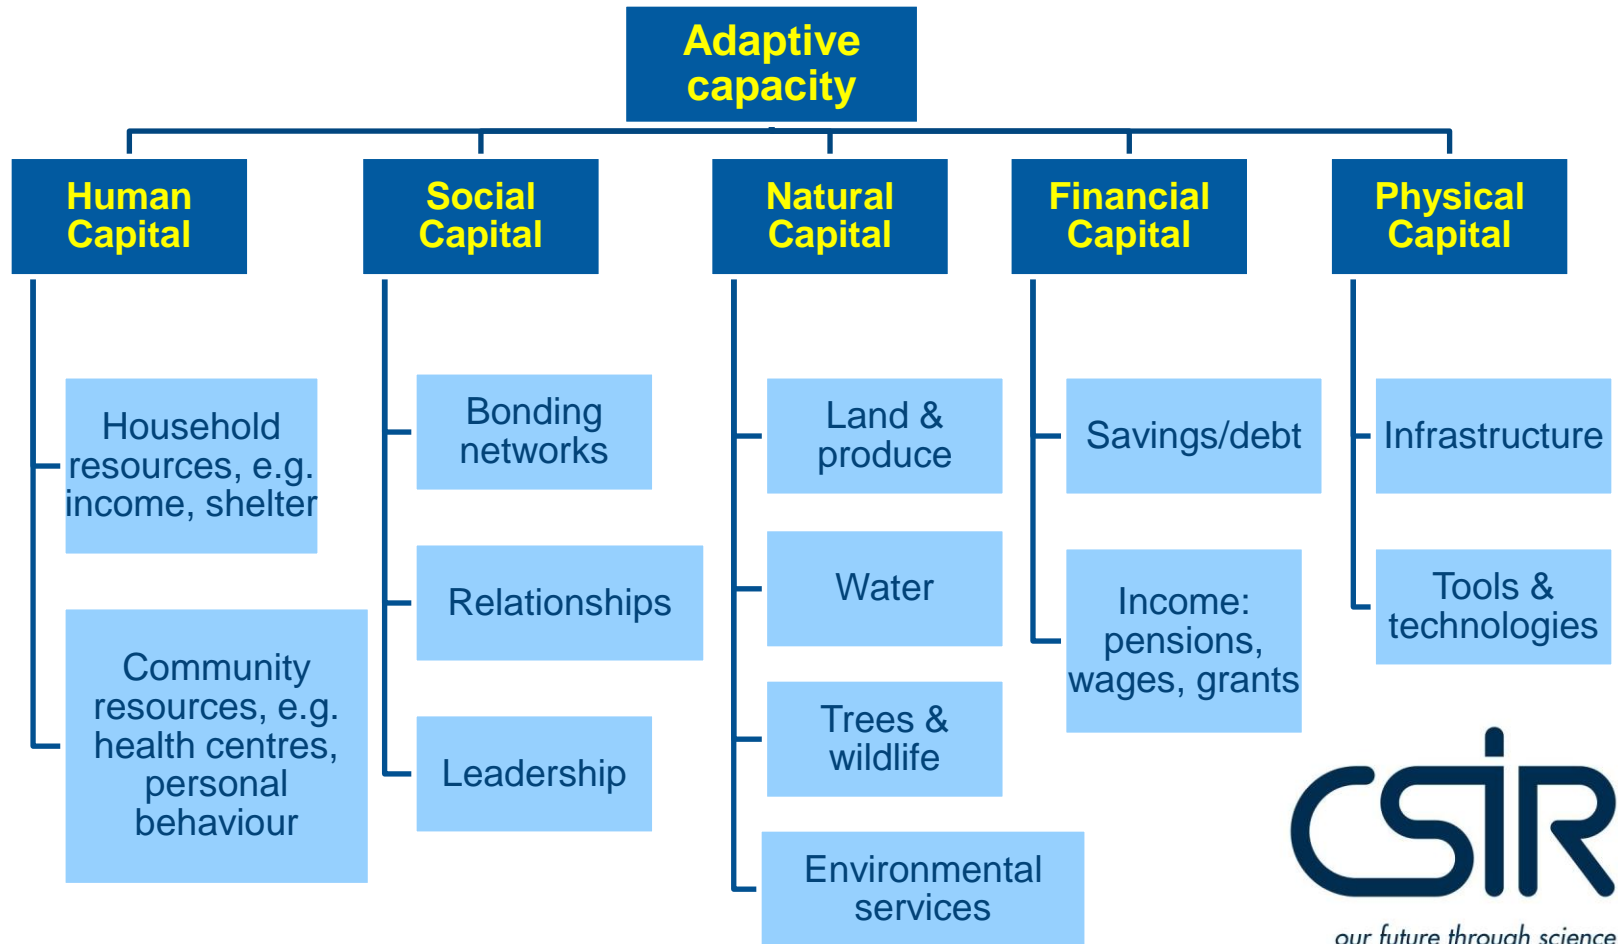 Adaptive
capacity
Human
Capital
Social
Capital
Natural
Capital
Financial
Capital
Physical
Capital
Household
resources, e.g.
income, shelter
Community
resources, e.g.
health centres,
personal
behaviour
Bonding
networks
Relationships
Leadership
Land &
produce
Water
Trees &
wildlife
Environmental
services
Savings/debt
Income:
pensions,
wages, grants
Infrastructure
Tools &
technologies
CSIR
our future through science